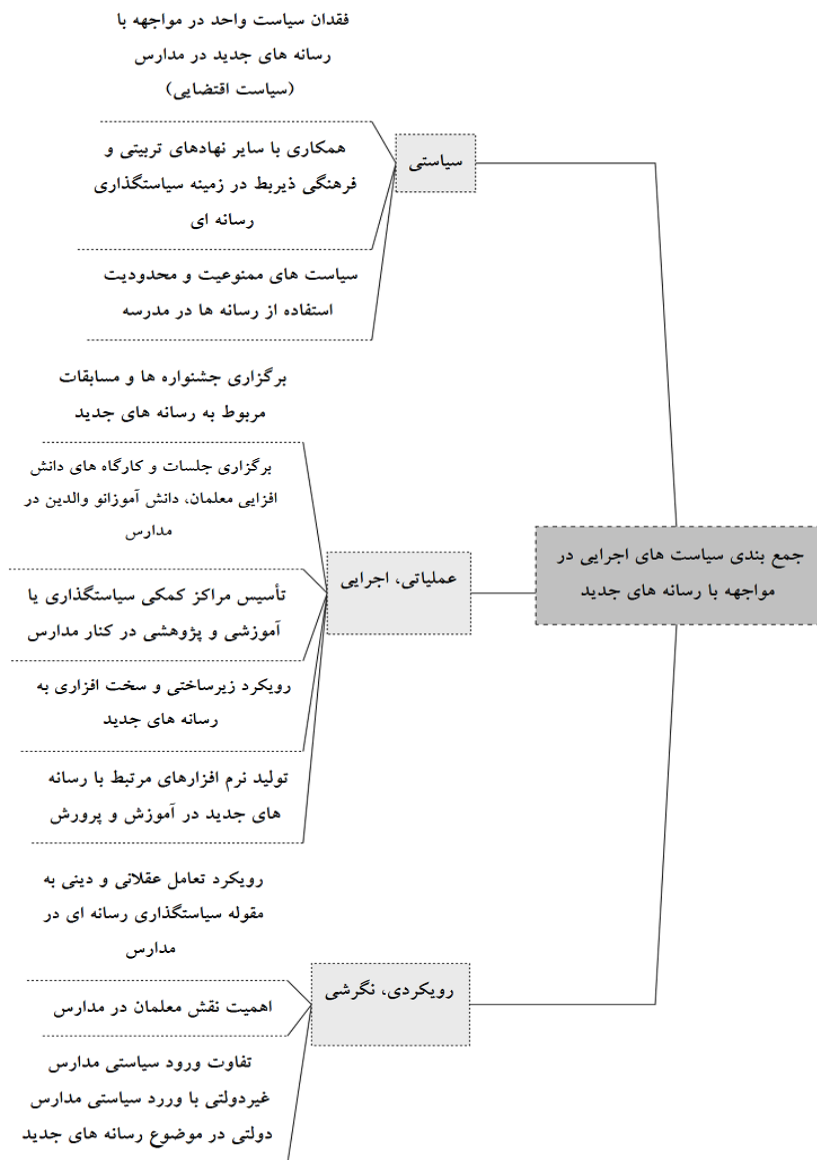 جمع بندی سیاست های اجرایی در
مواجهه با رسانه های جدید
سیاستی
فقدان سیاست واحد در مواجهه با
رسانه های جدید در مدارس
(سیاست اقتضایی)
همکاری با سایر نهادهای تربیتی و
فرهنگی ذیربط در زمینه سیاستگذاری
رسانه ای
سیاست های ممنوعیت و محدودیت
استفاده از رسانه ها در مدرسه
عملیاتی، اجرایی
برگزاری جشنواره ها و مسابقات
مربوط به رسانه های جدید
برگزاری جلسات و کارگاه های دانش
افزایی معلمان، دانش آموزانو والدین در
مدارس
تأسیس مراکز کمکی سیاستگذاری یا
آموزشی و پژوهشی در کنار مدارس
رویکرد زیرساختی و سخت افزاری به
رسانه های جدید
تولید نرم افزارهای مرتبط با رسانه
های جدید در آموزش و پرورش
رویکردی، نگرشی
رویکرد تعامل عقلانی و دینی به
مقوله سیاستگذاری رسانه ای در
مدارس
اهمیت نقش معلمان در مدارس
تفاوت ورود سیاستی مدارس
غیردولتی با وررد سیاستی مدارس
دولتی در موضوع رسانه های جدید